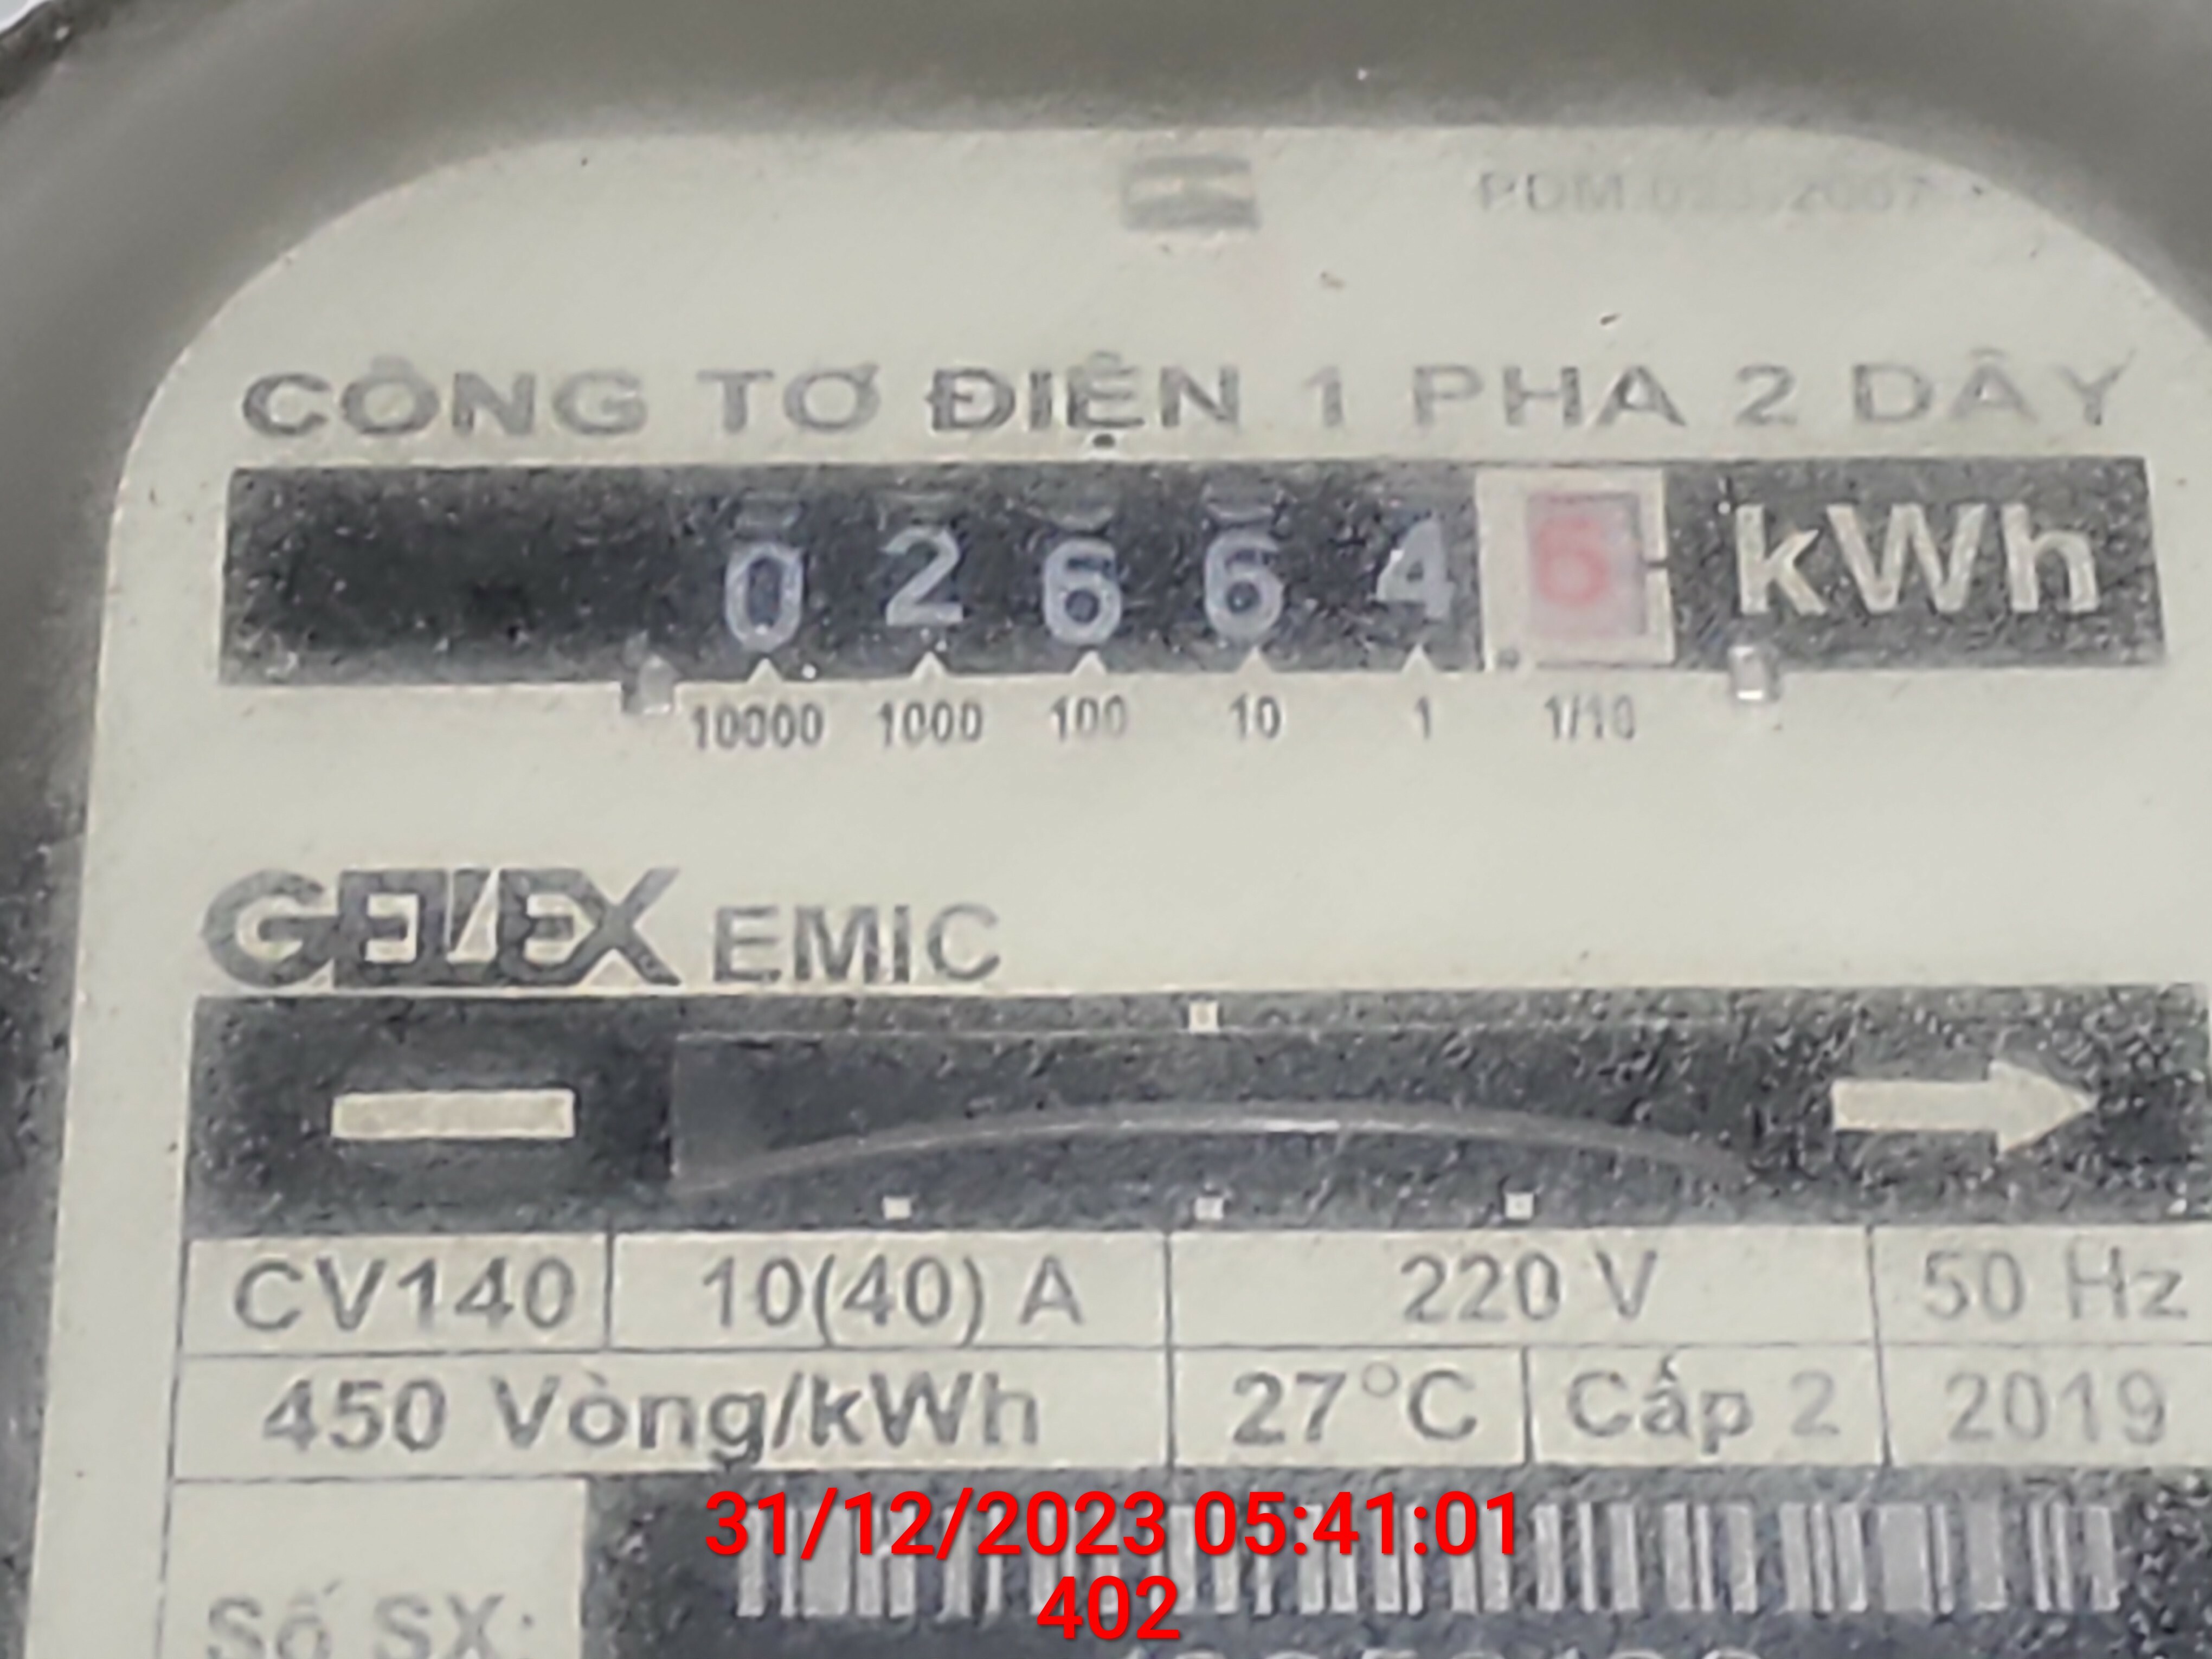 CÔNG TƠ ĐIỆN 1 PHA 2 DÂY
0 2 6 6 4 6 kWh
10000 1000 100 10 1 1/10
GELEX EMIC
CV140 10(40) A 220 V 50 Hz
450 Vòng/kWh 27°C Cấp 2 2019
31/12/2023 05:41:01
Số SX:
402